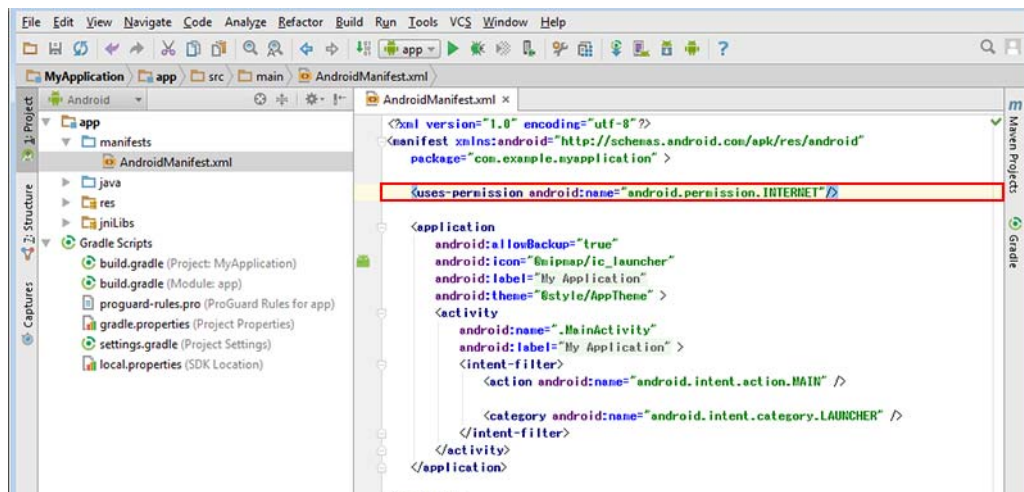 File Edit View Navigate Code Analyze Refactor Build Run Tools VCS Window Help
app
MyApplication app src main AndroidManifest.xml
1: Project
7: Structure
Captures
Android
app
manifests
AndroidManifest.xml
java
res
jniLibs
Gradle Scripts
build.gradle (Project: MyApplication)
build.gradle (Module: app)
proguard-rules.pro (ProGuard Rules for app)
gradle.properties (Project Properties)
settings.gradle (Project Settings)
local.properties (SDK Location)
AndroidManifest.xml
<?xml version="1.0" encoding="utf-8"?>
<manifest xmlns:android="http://schemas.android.com/apk/res/android"
package="com.example.myapplication" >
<uses-permission android:name="android.permission.INTERNET"/>
<application
android:allowBackup="true"
android:icon="@mipmap/ic_launcher"
android:label="My Application"
android:theme="@style/AppTheme" >
<activity
android:name=".MainActivity"
android:label="My Application" >
<intent-filter>
<action android:name="android.intent.action.MAIN" />
<category android:name="android.intent.category.LAUNCHER" />
</intent-filter>
</activity>
</application>
m
Maven Projects
Gradle